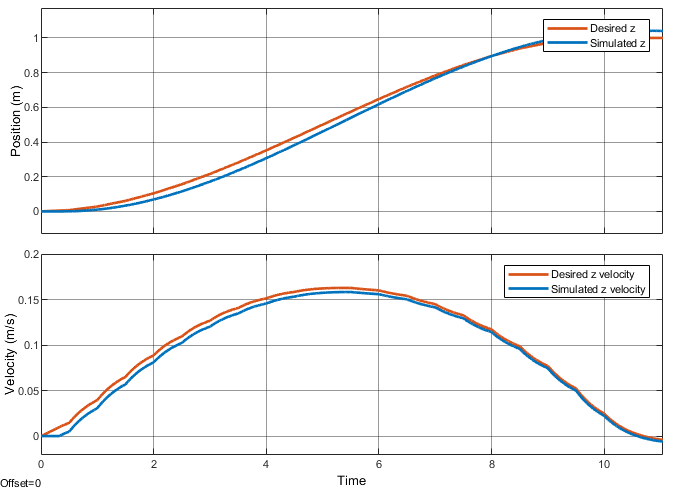 Desired z
Simulated z
1
0.8
0.6
0.4
0.2
0
Position (m)
Desired z velocity
Simulated z velocity
0.2
0.15
0.1
0.05
0
Velocity (m/s)
0 2 4 6 8 10
Time
Offset=0